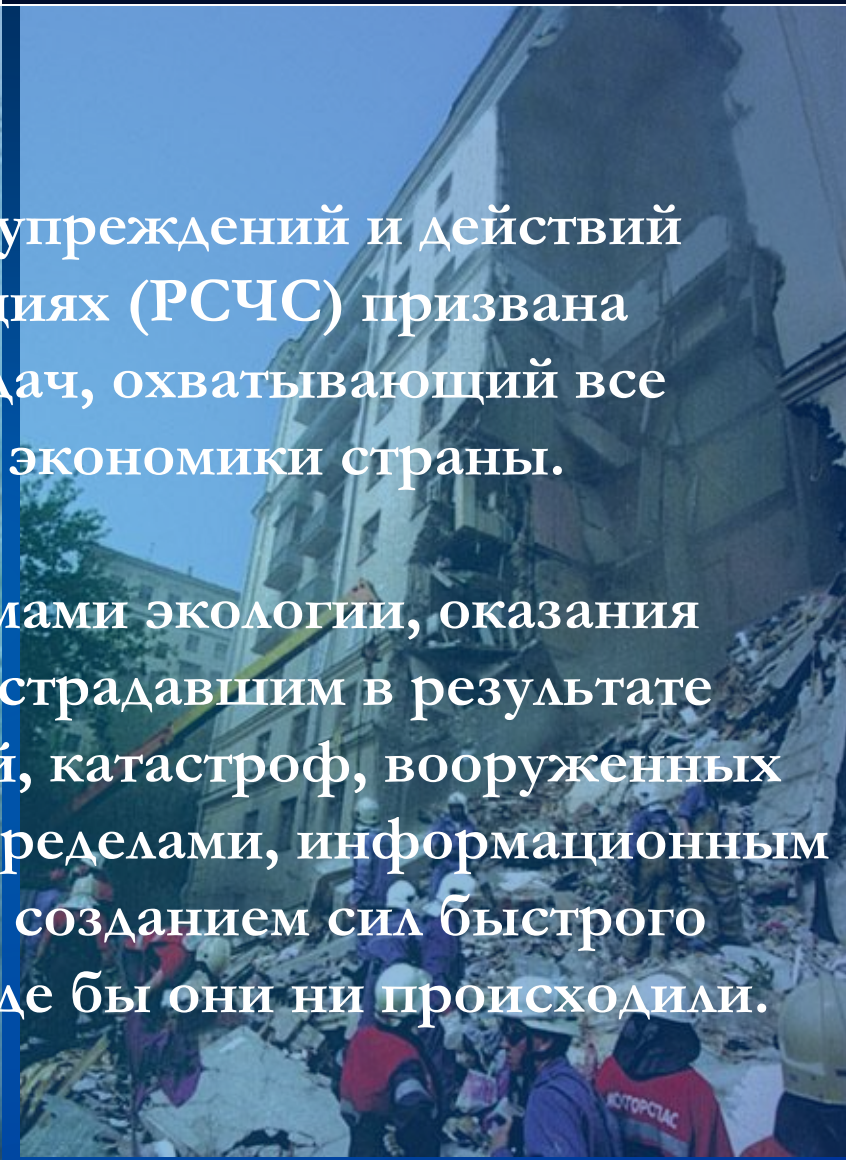 упреждений и действий
циях (РСЧС) призвана
дач, охватывающий все
экономики страны.
мами экологии, оказания
страдавшим в результате
й, катастроф, вооруженных
ределами, информационным
созданием сил быстрого
де бы они ни происходили.